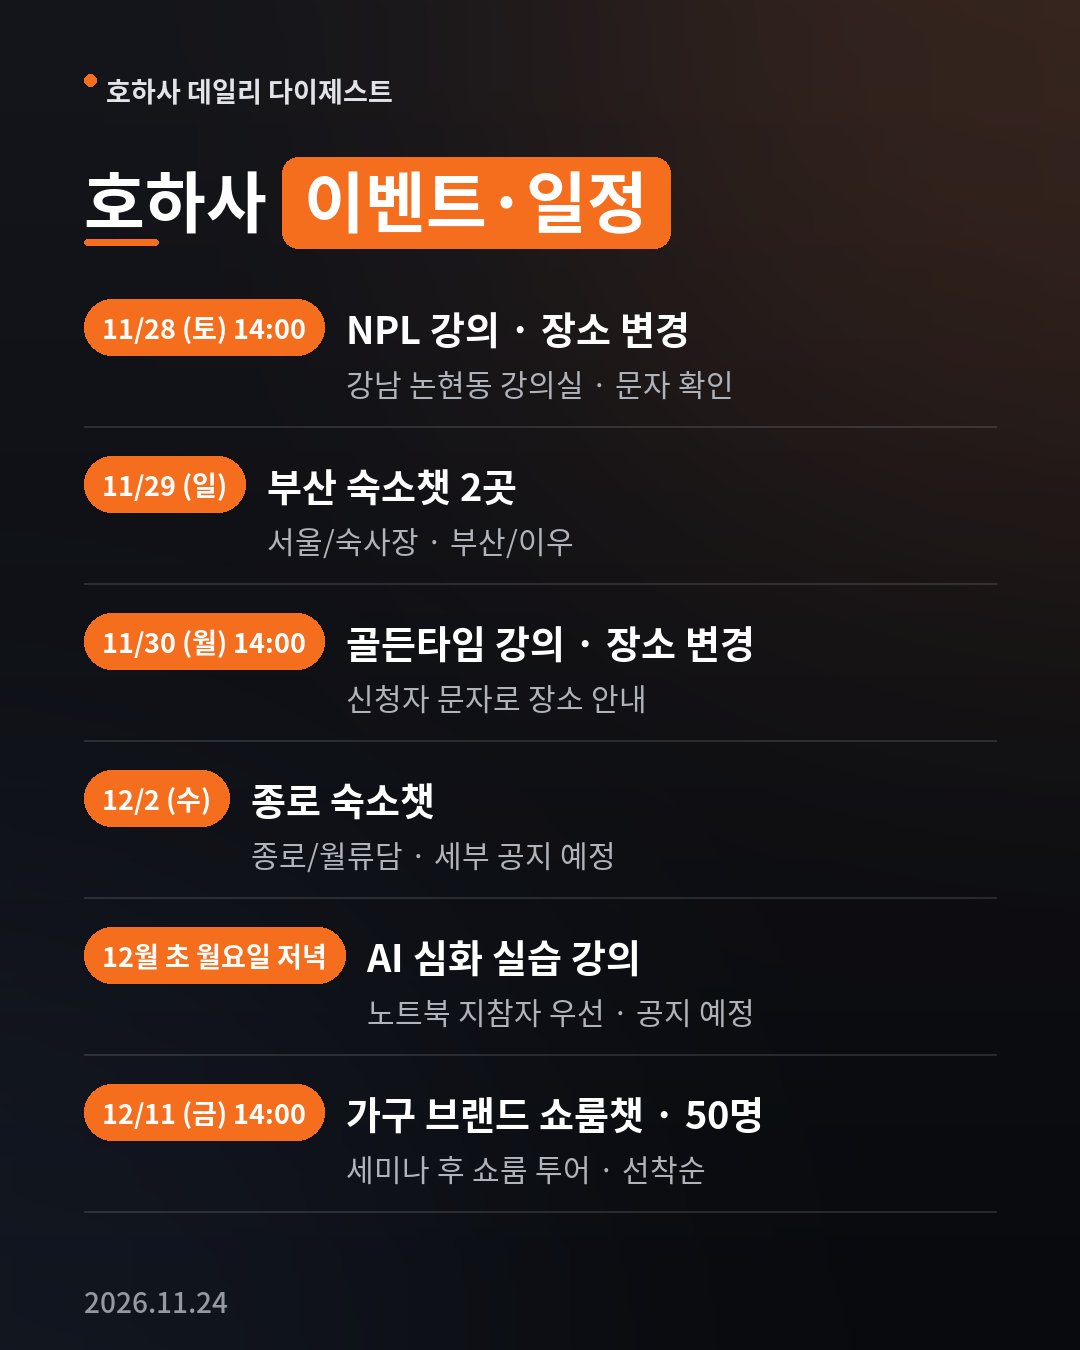 호하사 데일리 다이제스트
호하사 이벤트·일정
11/28 (토) 14:00 NPL 강의 · 장소 변경
강남 논현동 강의실 · 문자 확인
11/29 (일) 부산 숙소챗 2곳
서울/숙사장 · 부산/이우
11/30 (월) 14:00 골든타임 강의 · 장소 변경
신청자 문자로 장소 안내
12/2 (수) 종로 숙소챗
종로/월류담 · 세부 공지 예정
12월 초 월요일 저녁 AI 심화 실습 강의
노트북 지참자 우선 · 공지 예정
12/11 (금) 14:00 가구 브랜드 쇼룸챗 · 50명
세미나 후 쇼룸 투어 · 선착순
2026.11.24